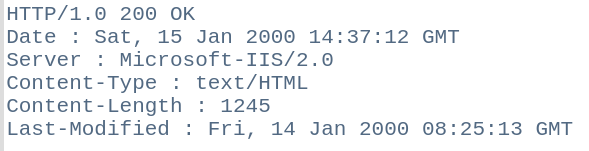 HTTP/1.0 200 OK
Date : Sat, 15 Jan 2000 14:37:12 GMT
Server : Microsoft-IIS/2.0
Content-Type : text/HTML
Content-Length : 1245
Last-Modified : Fri, 14 Jan 2000 08:25:13 GMT